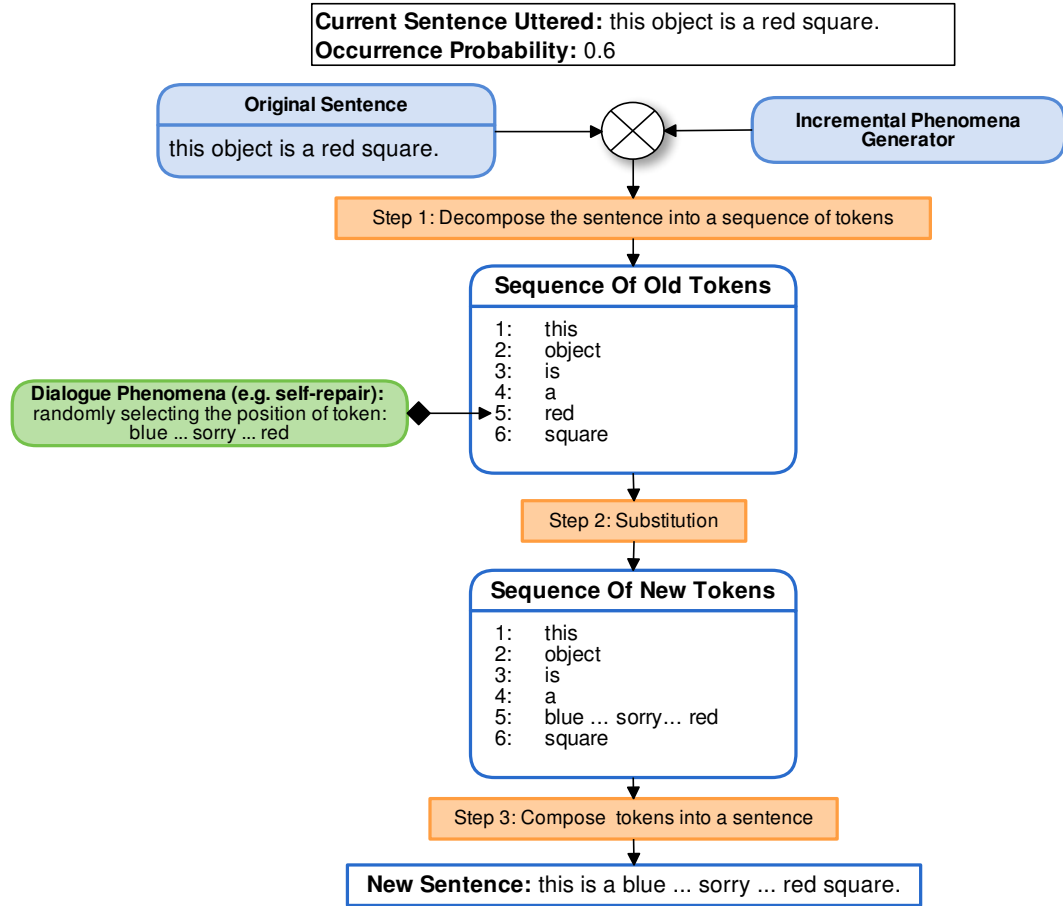 Current Sentence Uttered: this object is a red square.
Occurrence Probability: 0.6
Original Sentence
this object is a red square.
Incremental Phenomena
Generator
Step 1: Decompose the sentence into a sequence of tokens
Sequence Of Old Tokens
1: this
2: object
3: is
4: a
5: red
6: square
Dialogue Phenomena (e.g. self-repair):
randomly selecting the position of token:
blue ... sorry ... red
Step 2: Substitution
Sequence Of New Tokens
1: this
2: object
3: is
4: a
5: blue ... sorry... red
6: square
Step 3: Compose tokens into a sentence
New Sentence: this is a blue ... sorry ... red square.